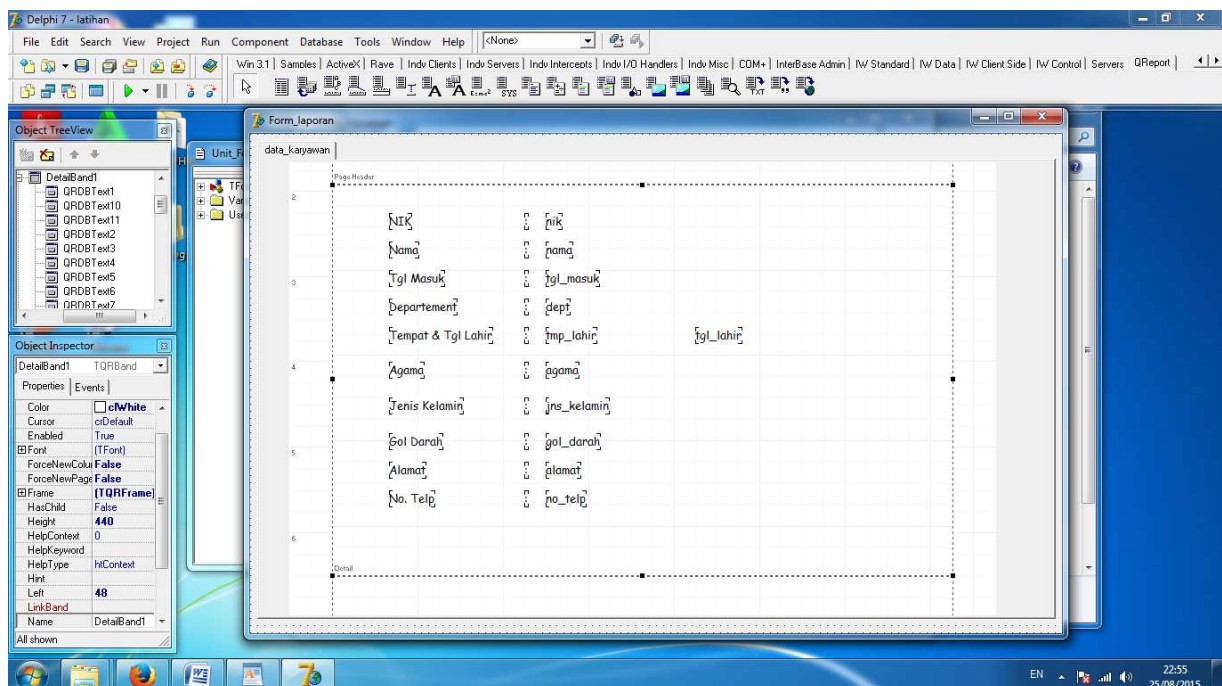 Delphi 7 - latihan
File Edit Search View Project Run Component Database Tools Window Help <None>
Win 3.1 Samples ActiveX Rave Indy Clients Indy Servers Indy Intercepts Indy I/O Handlers Indy Misc COM+ InterBase Admin IW Standard IW Data IW Client Side IW Control Servers QReport
Object TreeView
DetailBand1
QRDBText1
QRDBText10
QRDBText11
QRDBText2
QRDBText3
QRDBText4
QRDBText5
QRDBText6
QRDBText7
Object Inspector
DetailBand1 TQRBand
Properties Events
Color clWhite
Cursor crDefault
Enabled True
Font (TFont)
ForceNewColu False
ForceNewPage False
Frame (TQRFrame)
HasChild False
Height 440
HelpContext 0
HelpKeyword
HelpType htContext
Hint
Left 48
LinkBand
Name DetailBand1
All shown
Form_laporan
data_karyawan
Page Header
2
NIK : nik
Nama : nama
3
Tgl Masuk : tgl_masuk
Departement : dept
Tempat & Tgl Lahir : tmp_lahir tgl_lahir
4
Agama : agama
Jenis Kelamin : jns_kelamin
Gol Darah : gol_darah
5
Alamat : alamat
No. Telp : no_telp
6
Detail
EN 22:55
25/08/2015